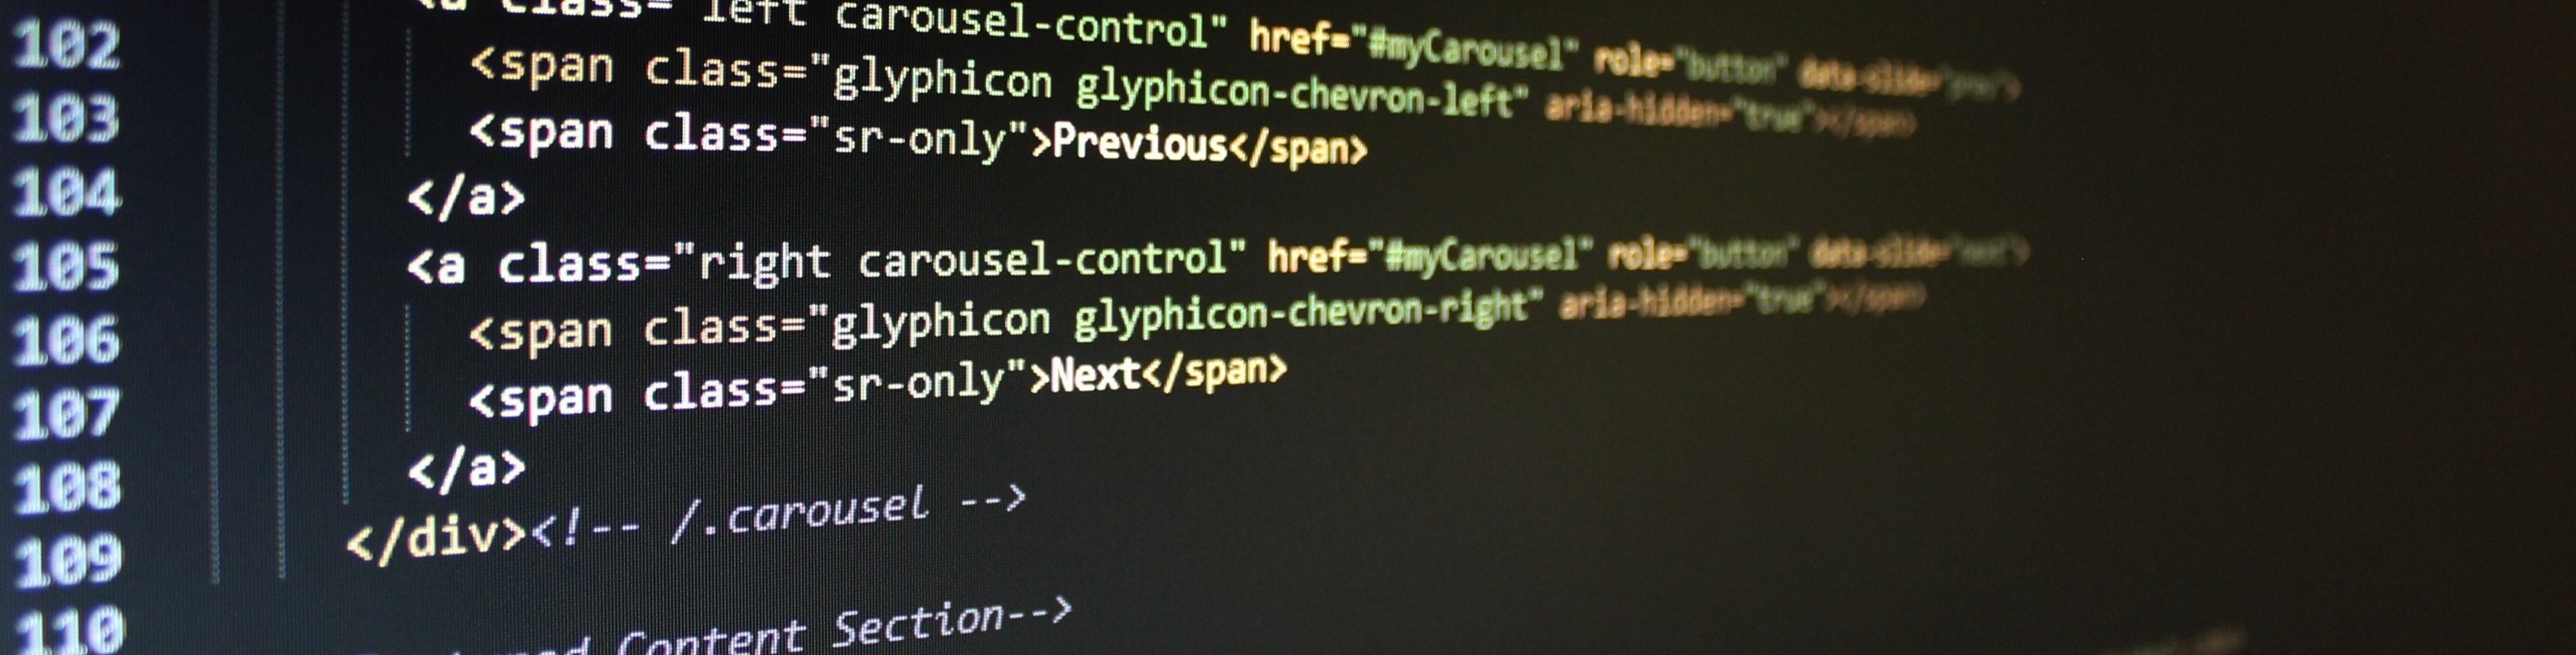 <a class="left carousel-control" href="#myCarousel" role="button" data-slide="prev">
102 <span class="glyphicon glyphicon-chevron-left" aria-hidden="true"></span>
103 <span class="sr-only">Previous</span>
104 </a>
105 <a class="right carousel-control" href="#myCarousel" role="button" data-slide="next">
106 <span class="glyphicon glyphicon-chevron-right" aria-hidden="true"></span>
107 <span class="sr-only">Next</span>
108 </a>
109 </div><!-- /.carousel -->
110
Content Section-->